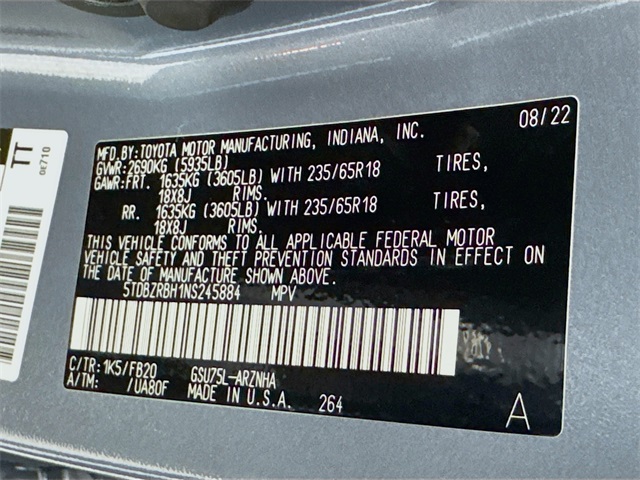 08/22
MFD.BY:TOYOTA MOTOR MANUFACTURING, INDIANA, INC.
GVWR:2690KG (5935LB)
GAWR:FRT. 1635KG (3605LB) WITH 235/65R18 TIRES,
18X8J RIMS.
RR. 1635KG (3605LB) WITH 235/65R18 TIRES,
18X8J RIMS.
THIS VEHICLE CONFORMS TO ALL APPLICABLE FEDERAL MOTOR
VEHICLE SAFETY AND THEFT PREVENTION STANDARDS IN EFFECT ON
THE DATE OF MANUFACTURE SHOWN ABOVE.
5TDBZRBH1NS245884 MPV
C/TR:1K5/FB20 GSU75L-ARZNHA
A/TM: /UA80F MADE IN U.S.A. 264
A
TT
0E710